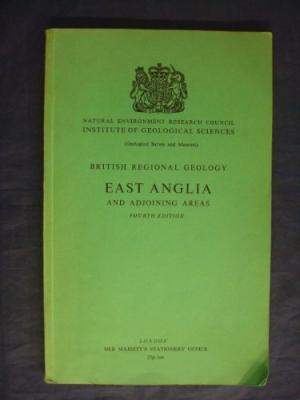 NATURAL ENVIRONMENT RESEARCH COUNCIL
INSTITUTE OF GEOLOGICAL SCIENCES
(Geological Survey and Museum)
BRITISH REGIONAL GEOLOGY
EAST ANGLIA
AND ADJOINING AREAS
FOURTH EDITION
LONDON
HER MAJESTY'S STATIONERY OFFICE